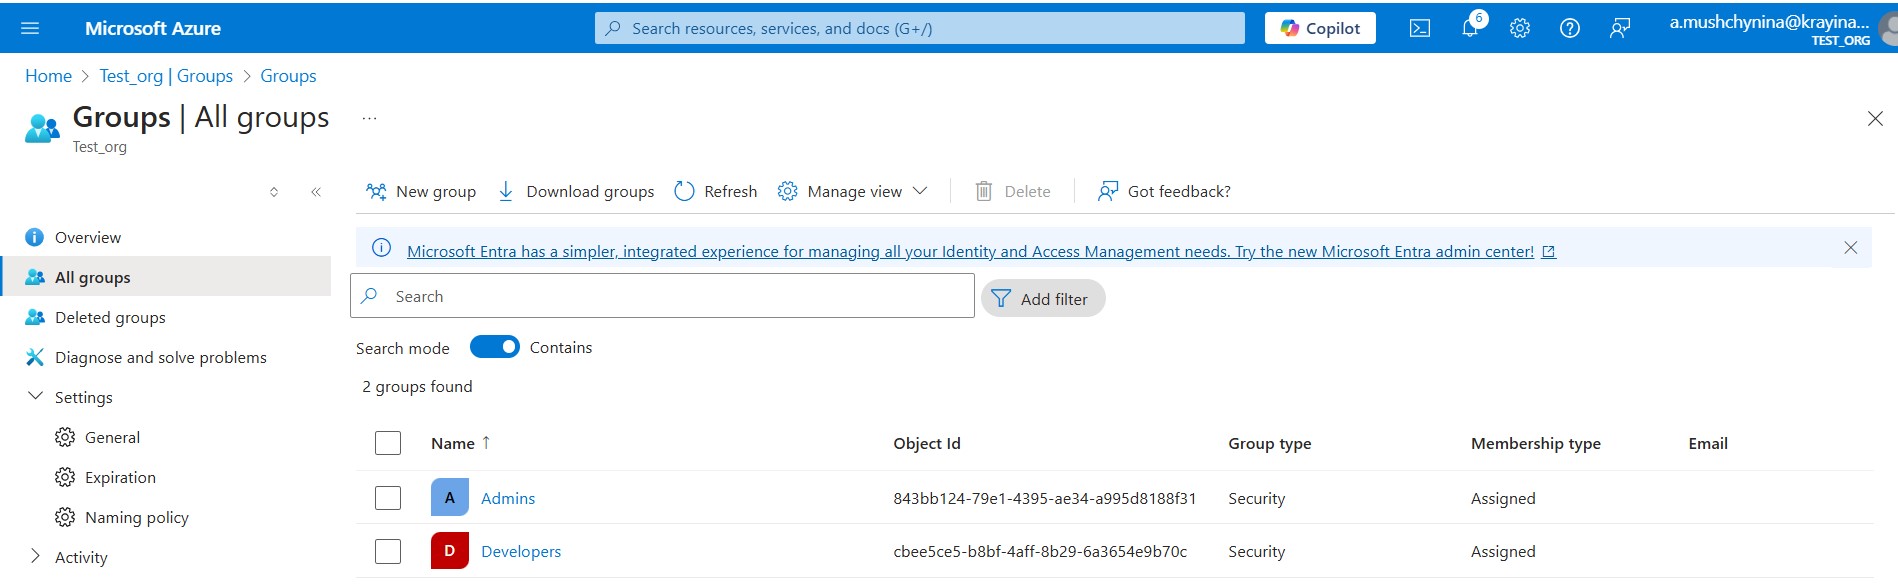 Microsoft Azure
Search resources, services, and docs (G+/)
Copilot
6
a.mushchynina@krayina...
TEST_ORG
Home > Test_org | Groups > Groups
Groups | All groups ...
Test_org
New group
Download groups
Refresh
Manage view
Delete
Got feedback?
Overview
All groups
Deleted groups
Diagnose and solve problems
Settings
General
Expiration
Naming policy
Activity
Microsoft Entra has a simpler, integrated experience for managing all your Identity and Access Management needs. Try the new Microsoft Entra admin center!
Search
Add filter
Search mode Contains
2 groups found
Name ↑ Object Id Group type Membership type Email
A Admins 843bb124-79e1-4395-ae34-a995d8188f31 Security Assigned
D Developers cbee5ce5-b8bf-4aff-8b29-6a3654e9b70c Security Assigned